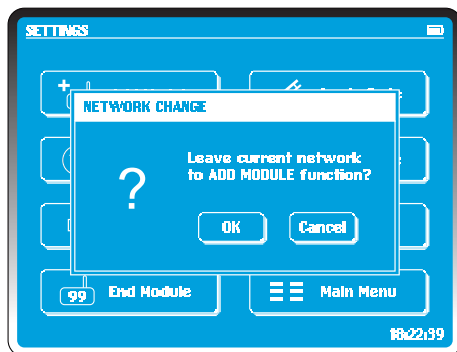 SETTINGS
NETWORK CHANGE
Leave current network
to ADD MODULE function?
OK
Cancel
99
End Module
Main Menu
18:22:39